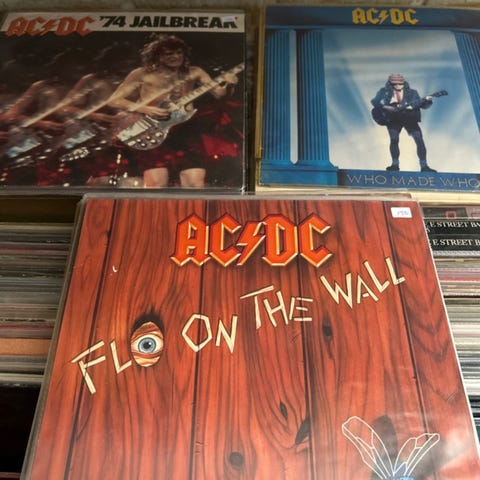 AC⚡DC '74 JAILBREAK
AC⚡DC
WHO MADE WHO
AC⚡DC
FLY ON THE WALL
E STREET BA
E STREET BA